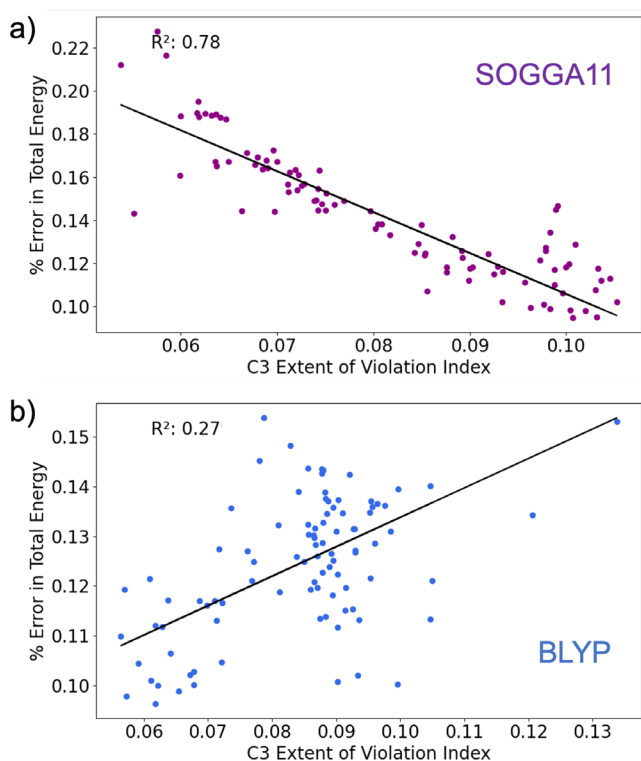 a)
R²: 0.78
SOGGA11
% Error in Total Energy
0.22
0.20
0.18
0.16
0.14
0.12
0.10
0.06 0.07 0.08 0.09 0.10
C3 Extent of Violation Index
b)
R²: 0.27
BLYP
% Error in Total Energy
0.15
0.14
0.13
0.12
0.11
0.10
0.06 0.07 0.08 0.09 0.10 0.11 0.12 0.13
C3 Extent of Violation Index